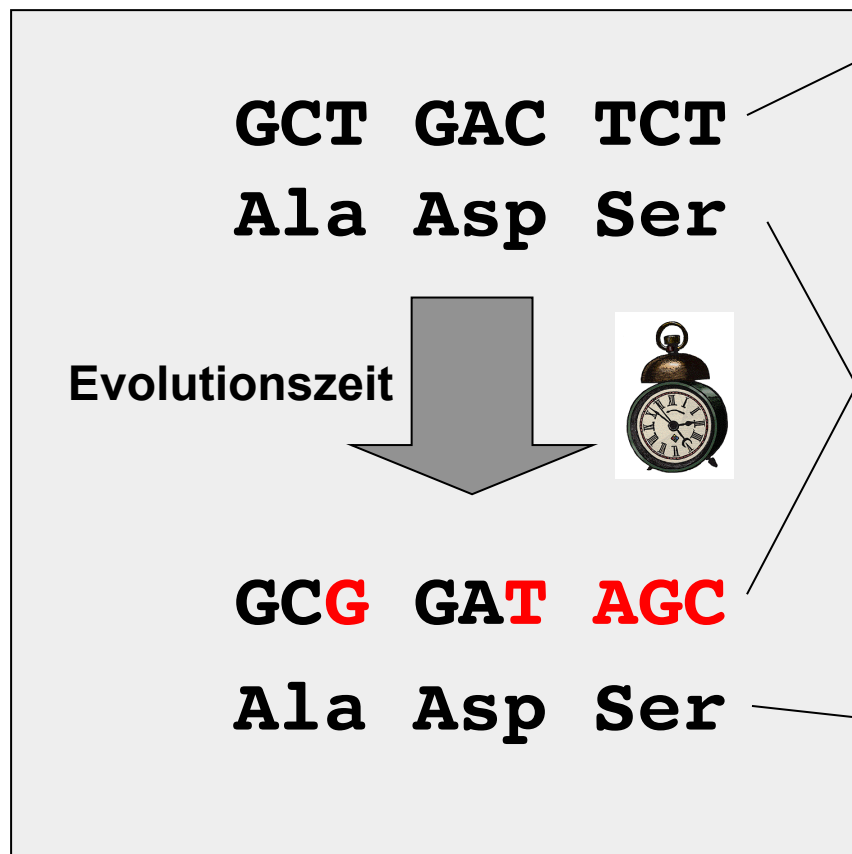 GCT GAC TCT
Ala Asp Ser
Evolutionszeit
GCG GAT AGC
Ala Asp Ser